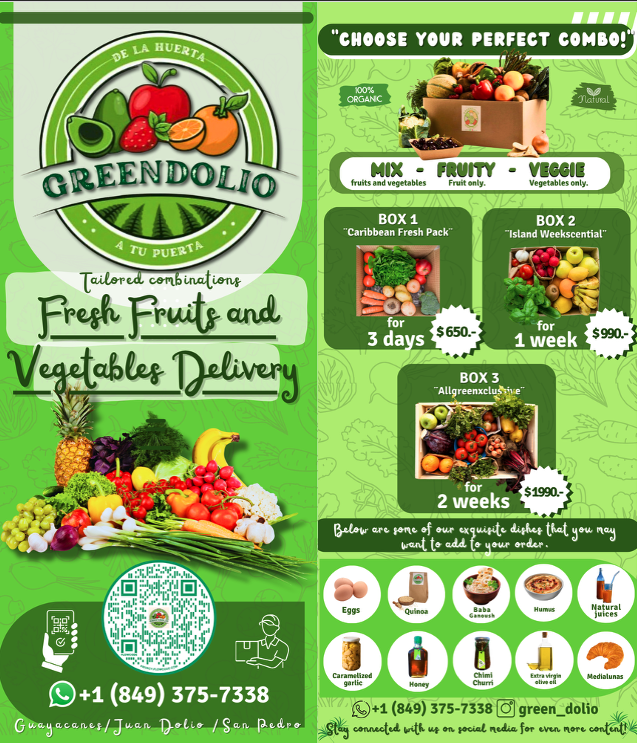 DE LA HUERTA
GREENDOLIO
A TU PUERTA
Tailored combinations
Fresh Fruits and
Vegetables Delivery
+1 (849) 375-7338
Guayacanes/Juan Dolio /San Pedro
"CHOOSE YOUR PERFECT COMBO!"
100%
ORGANIC
Natural
MIX - FRUITY - VEGGIE
fruits and vegetables Fruit only. Vegetables only.
BOX 1
"Caribbean Fresh Pack"
for
3 days
$650.-
BOX 2
"Island Weekscential"
for
1 week
$990.-
BOX 3
"Allgreenxclussive"
for
2 weeks
$1990.-
Below are some of our exquisite dishes that you may
want to add to your order.
Eggs
Quinoa
Baba
Ganoesh
Humus
Natural
juices
Caramelized
garlic
Honey
Chimi
Churri
Extra virgin
olive oil
Medialunas
+1 (849) 375-7338 green_dolio
Stay connected with us on social media for even more content!